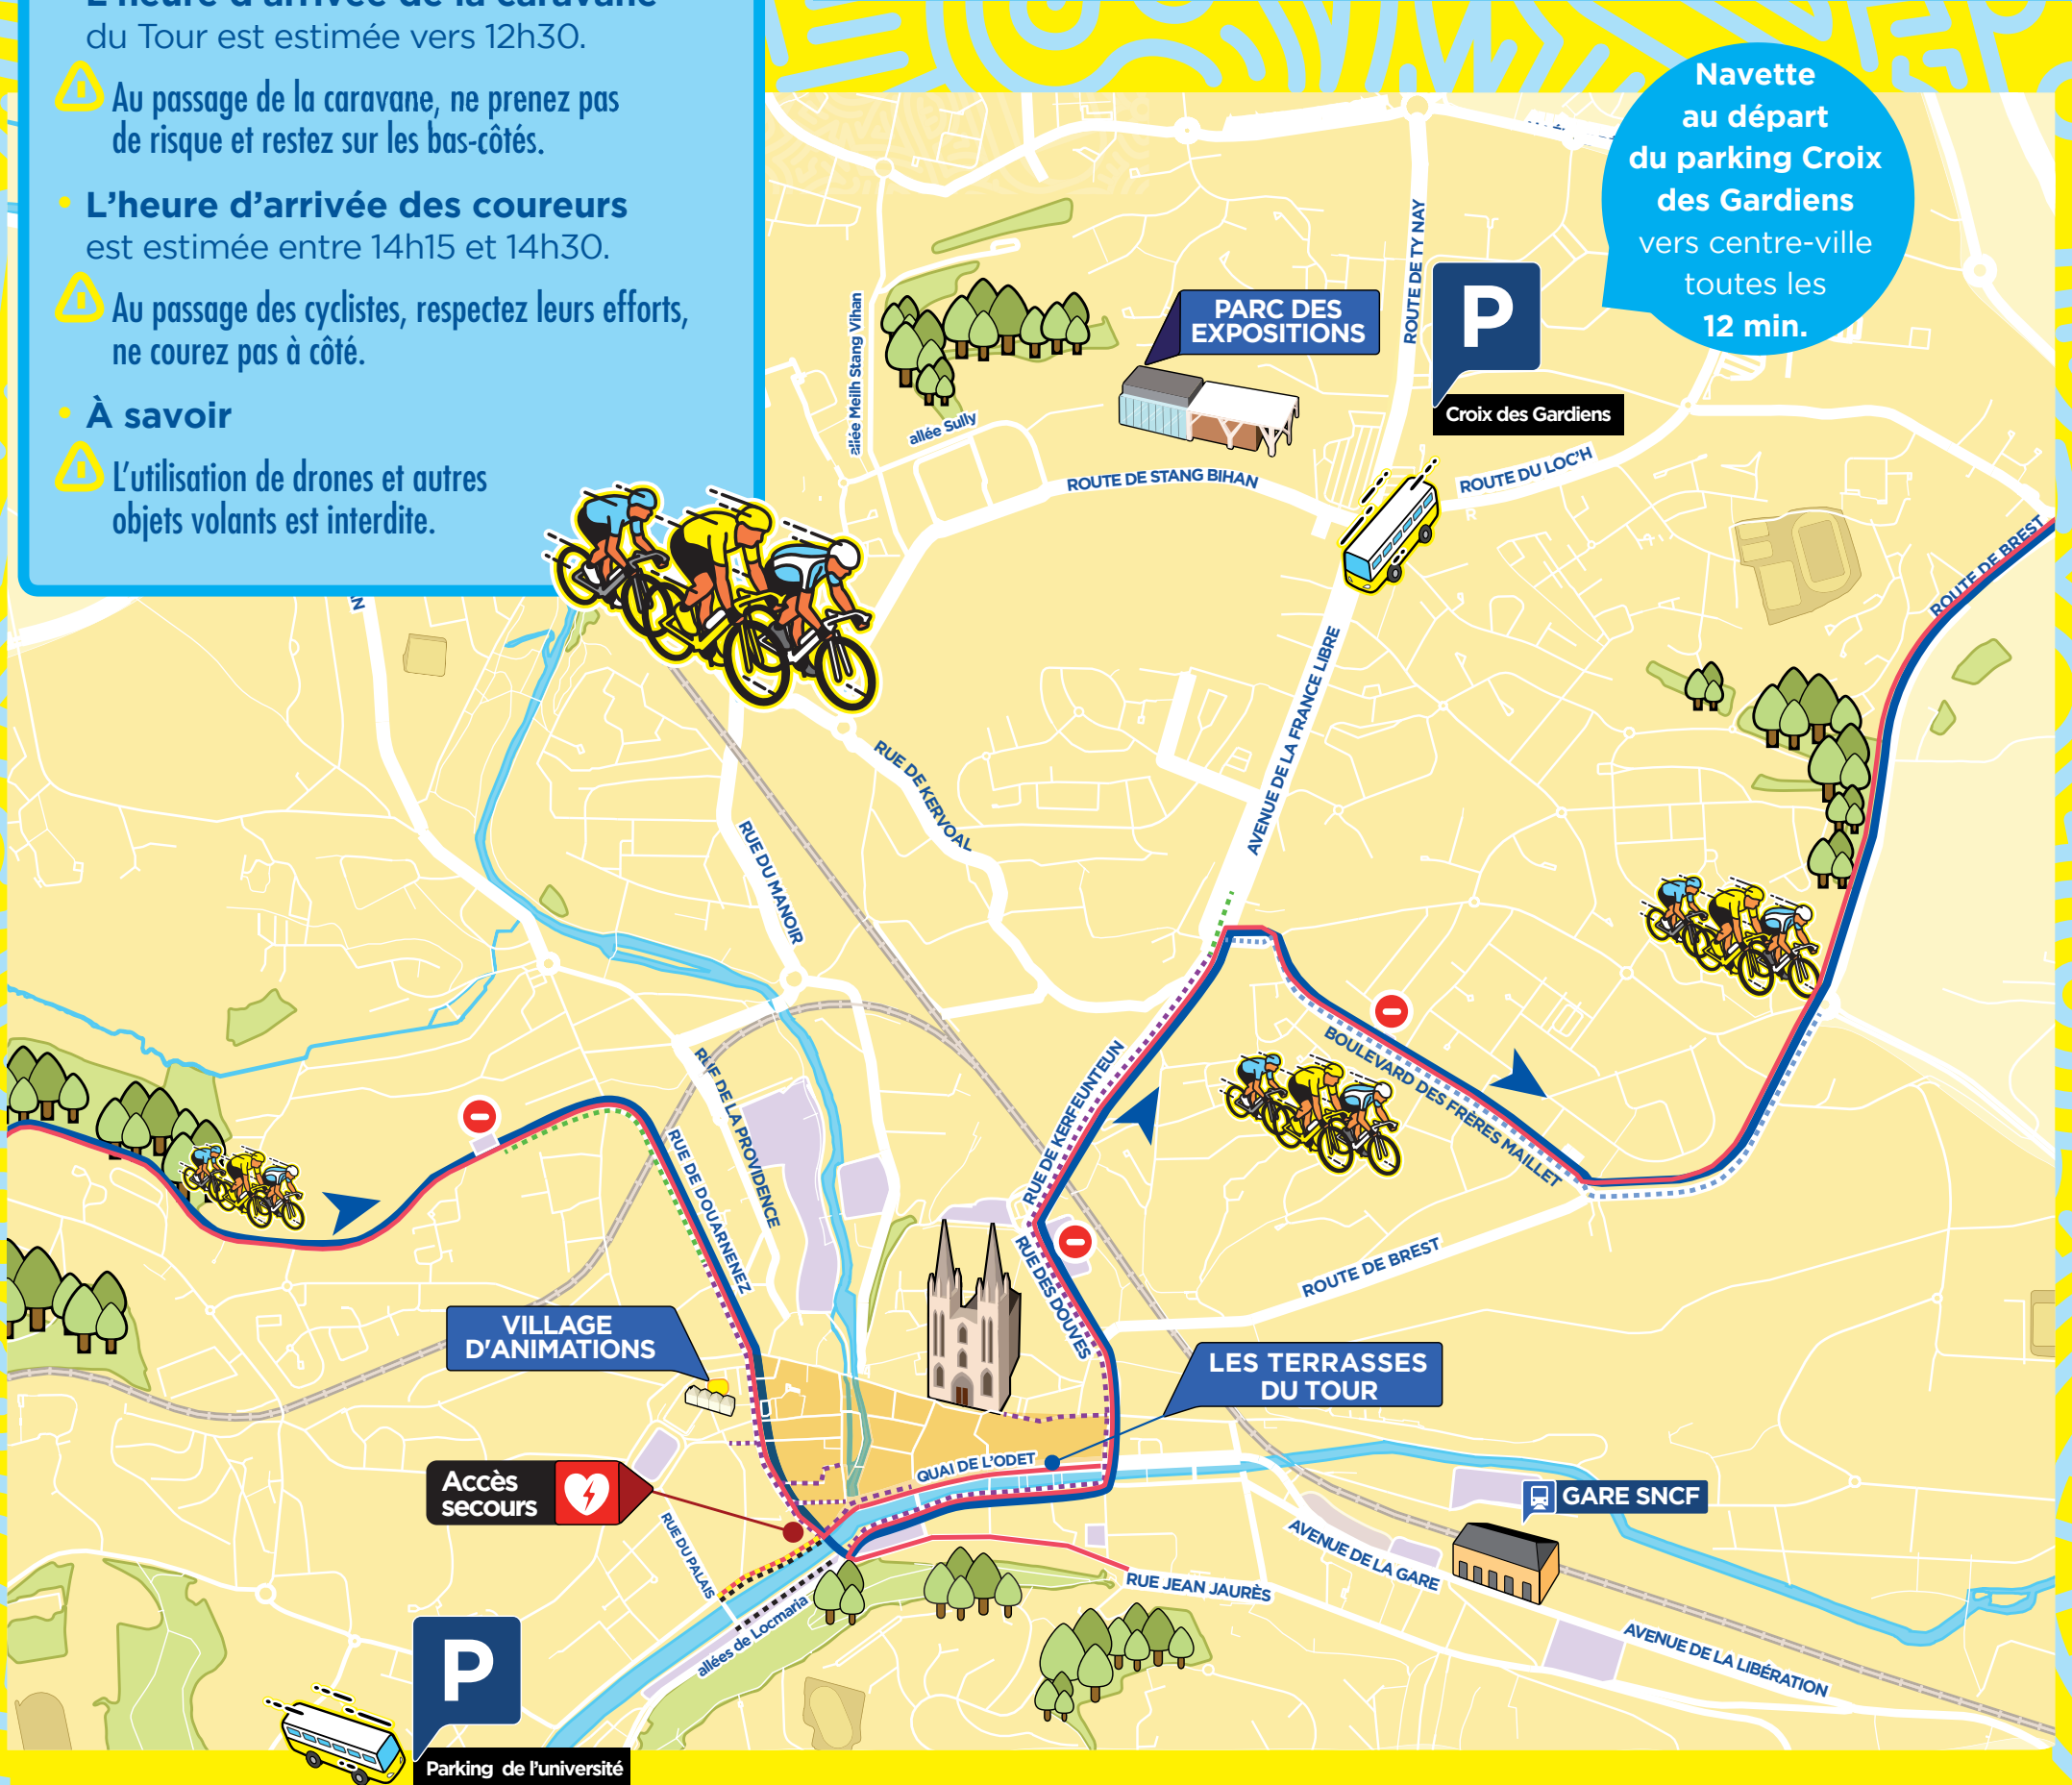 L'heure d'arrivée de la caravane
du Tour est estimée vers 12h30.
Au passage de la caravane, ne prenez pas
de risque et restez sur les bas-côtés.
• L'heure d'arrivée des coureurs
est estimée entre 14h15 et 14h30.
Au passage des cyclistes, respectez leurs efforts,
ne courez pas à côté.
• À savoir
L'utilisation de drones et autres
objets volants est interdite.
Navette
au départ
du parking Croix
des Gardiens
vers centre-ville
toutes les
12 min.
ROUTE DE TY NAY
P
Croix des Gardiens
PARC DES
EXPOSITIONS
allée Meilh Stang Vihan
allée Sully
ROUTE DE STANG BIHAN
ROUTE DU LOC'H
R
ROUTE DE BREST
AVENUE DE LA FRANCE LIBRE
RUE DE KERVOAL
RUE DU MANOIR
RUE DE LA PROVIDENCE
RUE DE DOUARNENEZ
RUE DE KERFEUNTEUN
BOULEVARD DES FRÈRES MAILLET
RUE DES DOUVES
ROUTE DE BREST
VILLAGE
D'ANIMATIONS
LES TERRASSES
DU TOUR
QUAI DE L'ODET
Accès
secours
GARE SNCF
RUE DU PALAIS
AVENUE DE LA GARE
RUE JEAN JAURÈS
allées de Locmaria
AVENUE DE LA LIBÉRATION
P
Parking de l'université